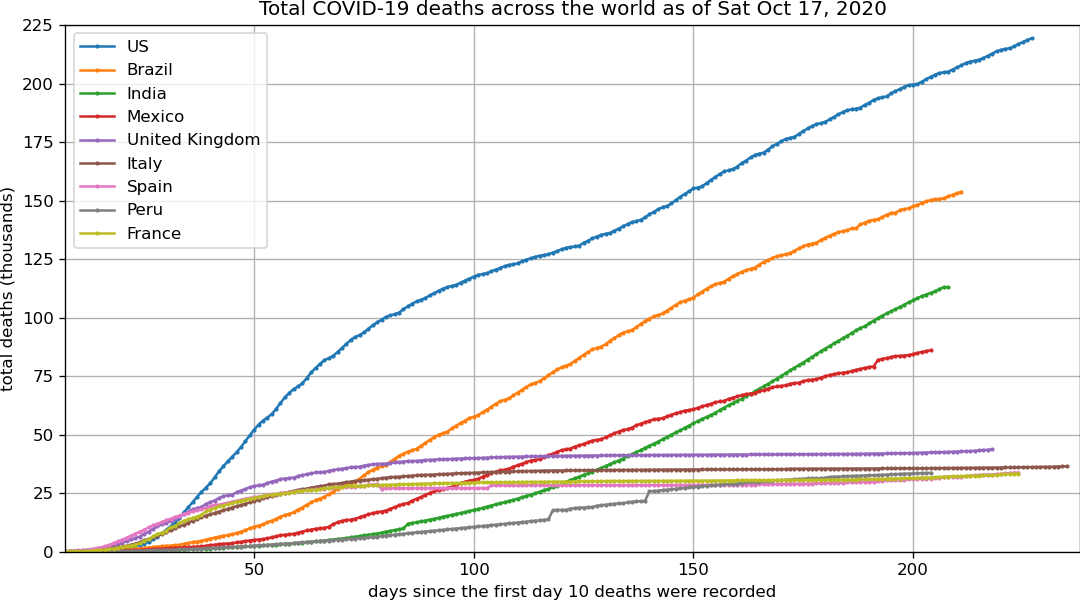 Total COVID-19 deaths across the world as of Sat Oct 17, 2020
total deaths (thousands)
225
200
175
150
125
100
75
50
25
0
US
Brazil
India
Mexico
United Kingdom
Italy
Spain
Peru
France
50 100 150 200
days since the first day 10 deaths were recorded